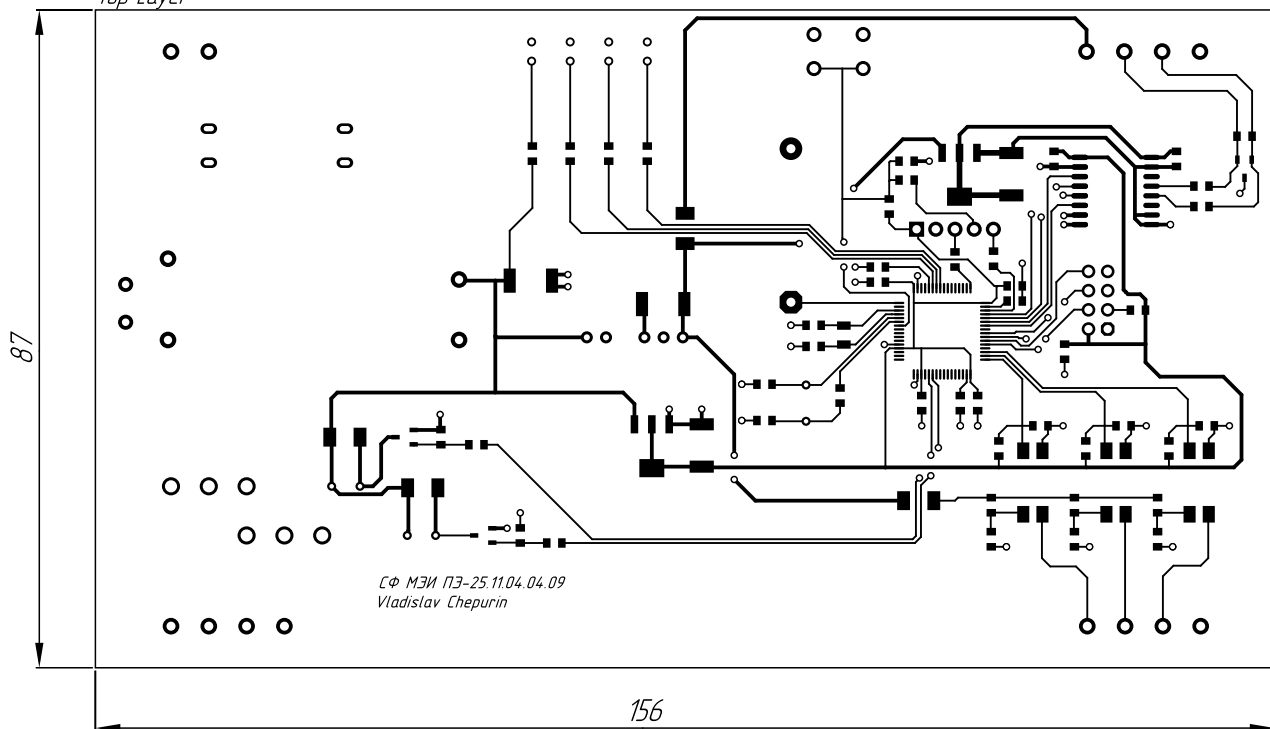 Top Layer
87
СФ МЭИ ПЭ-25.11.04.04.09
Vladislav Chepurin
156